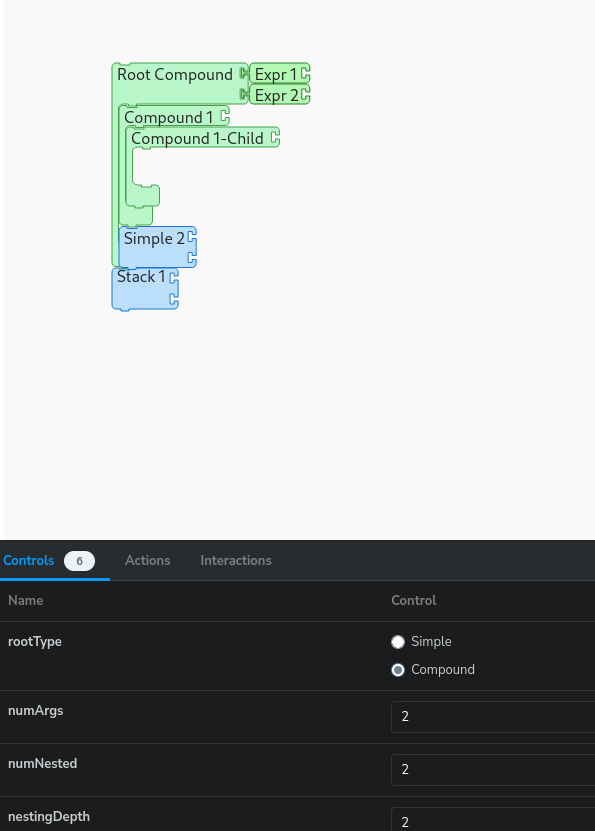 Root Compound Expr 1
Expr 2
Compound 1
Compound 1-Child
Simple 2
Stack 1
Controls 6 Actions Interactions
Name Control
rootType Simple
Compound
numArgs 2
numNested 2
nestingDepth 2